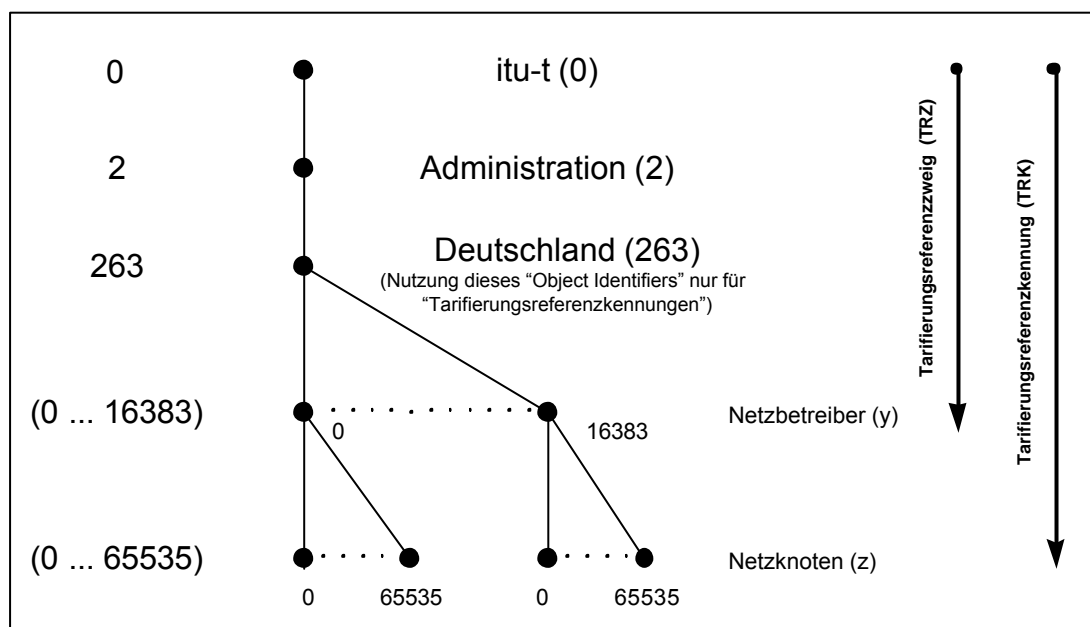 0 itu-t (0)
2 Administration (2)
263 Deutschland (263)
(Nutzung dieses “Object Identifiers” nur für
“Tarifierungsreferenzkennungen”)
(0 ... 16383) Netzbetreiber (y)
0 16383
(0 ... 65535) Netzknoten (z)
0 65535 0 65535
Tarifierungsreferenzzweig (TRZ)
Tarifierungsreferenzkennung (TRK)